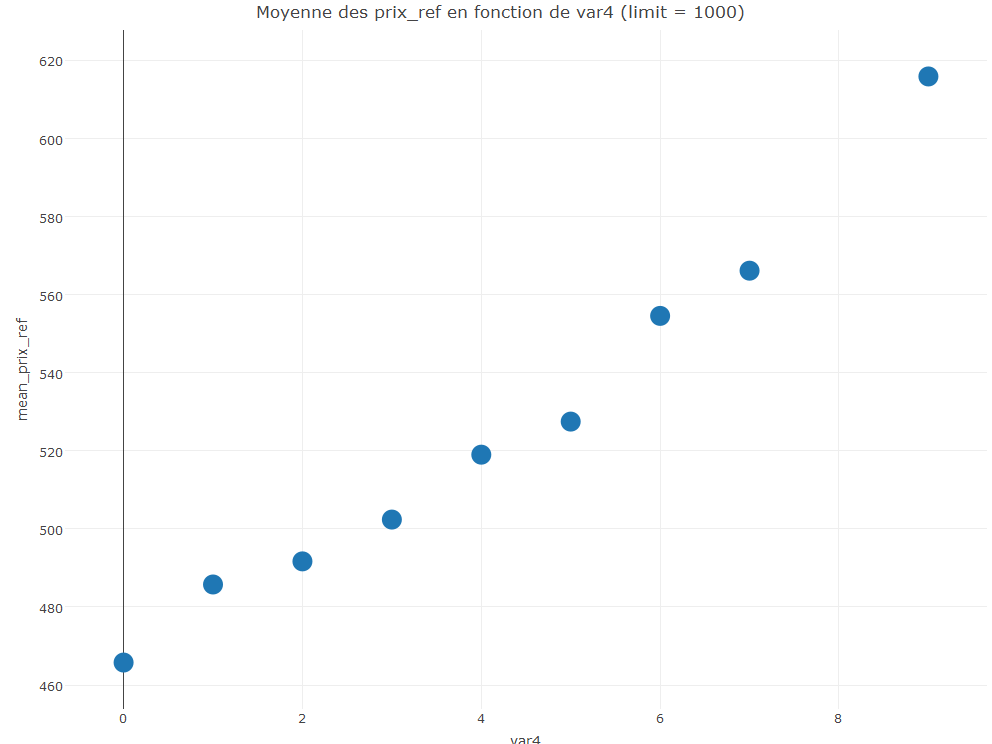 Moyenne des prix_ref en fonction de var4 (limit = 1000)
620
600
580
560
540
520
500
480
460
mean_prix_ref
0 2 4 6 8
var4